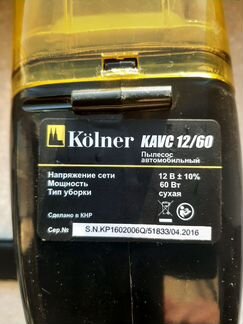 Kölner KAVC 12/60
Пылесос
автомобильный
Напряжение сети 12 В ± 10%
Мощность 60 Вт
Тип уборки сухая
Сделано в КНР
Сер.№ S.N.KP1602006Q/51833/04.2016